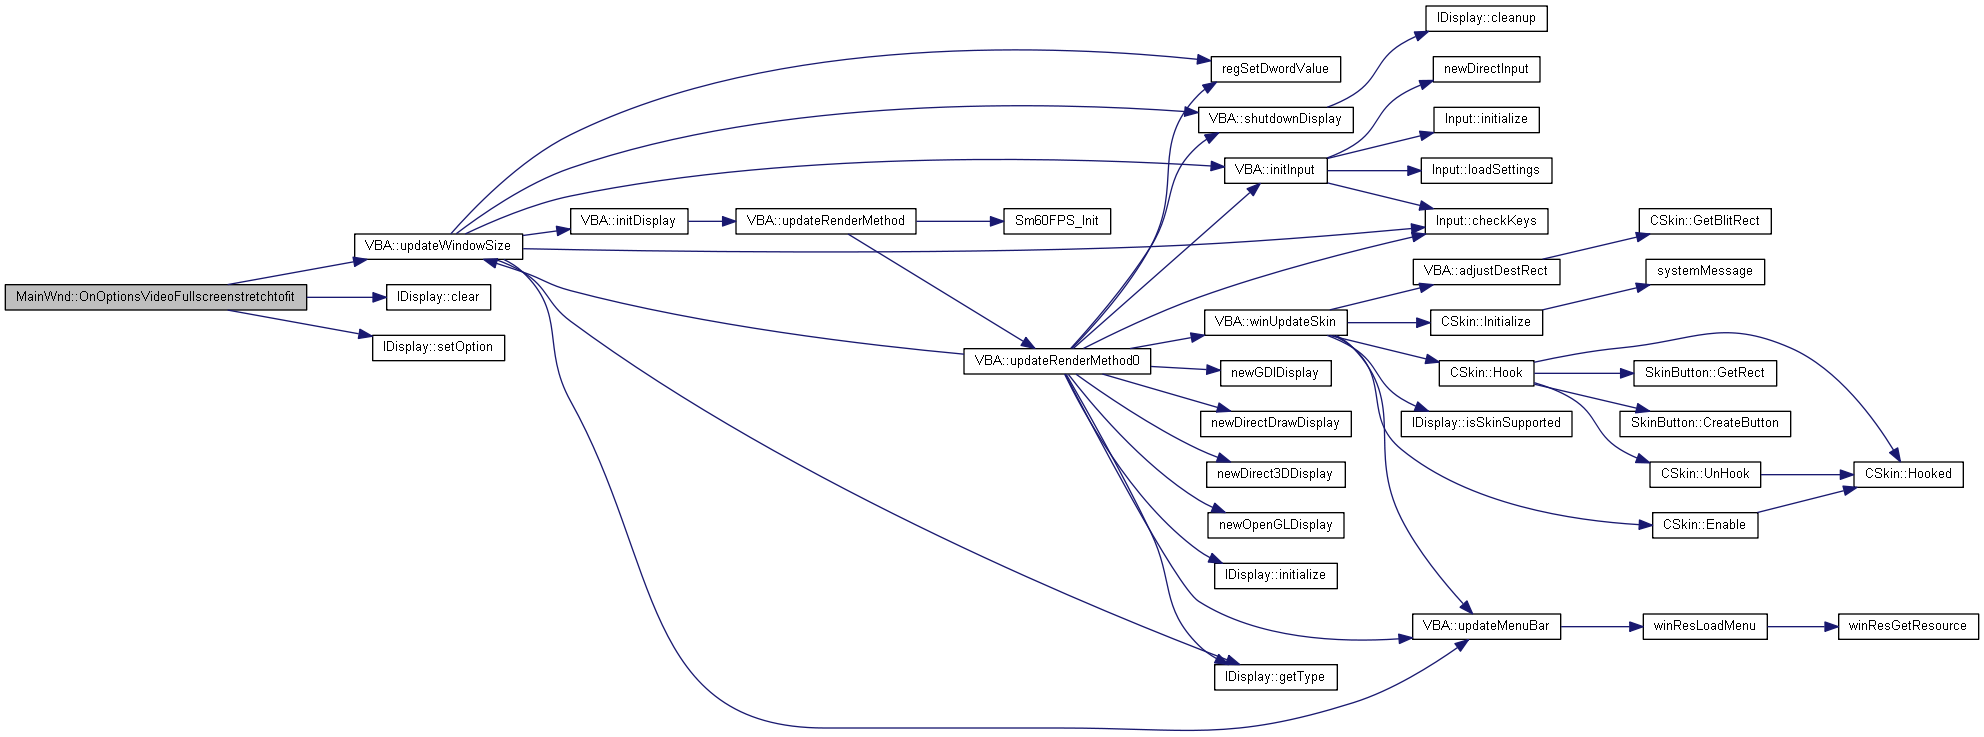 IDisplay::cleanup
regSetDwordValue
newDirectInput
VBA::shutdownDisplay
Input::initialize
VBA::initInput
Input::loadSettings
VBA::initDisplay
VBA::updateRenderMethod
Sm60FPS_Init
Input::checkKeys
CSkin::GetBlitRect
VBA::updateWindowSize
VBA::adjustDestRect
systemMessage
MainWnd::OnOptionsVideoFullscreenstretchtofit
IDisplay::clear
VBA::winUpdateSkin
CSkin::Initialize
IDisplay::setOption
VBA::updateRenderMethod0
newGDIDisplay
CSkin::Hook
SkinButton::GetRect
newDirectDrawDisplay
IDisplay::isSkinSupported
SkinButton::CreateButton
newDirect3DDisplay
CSkin::UnHook
CSkin::Hooked
newOpenGLDisplay
CSkin::Enable
IDisplay::initialize
VBA::updateMenuBar
winResLoadMenu
winResGetResource
IDisplay::getType